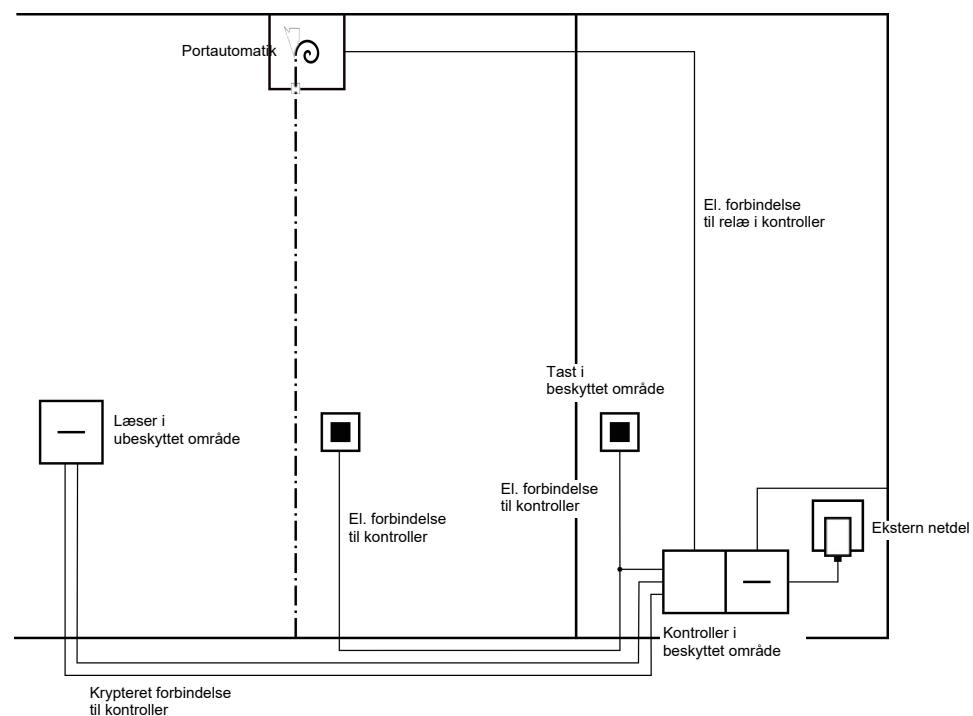 Portautomatik
El. forbindelse
til relæ i kontroller
Tast i
beskyttet område
Læser i
ubeskyttet område
El. forbindelse
til kontroller
El. forbindelse
til kontroller
Ekstern netdel
Kontroller i
beskyttet område
Krypteret forbindelse
til kontroller